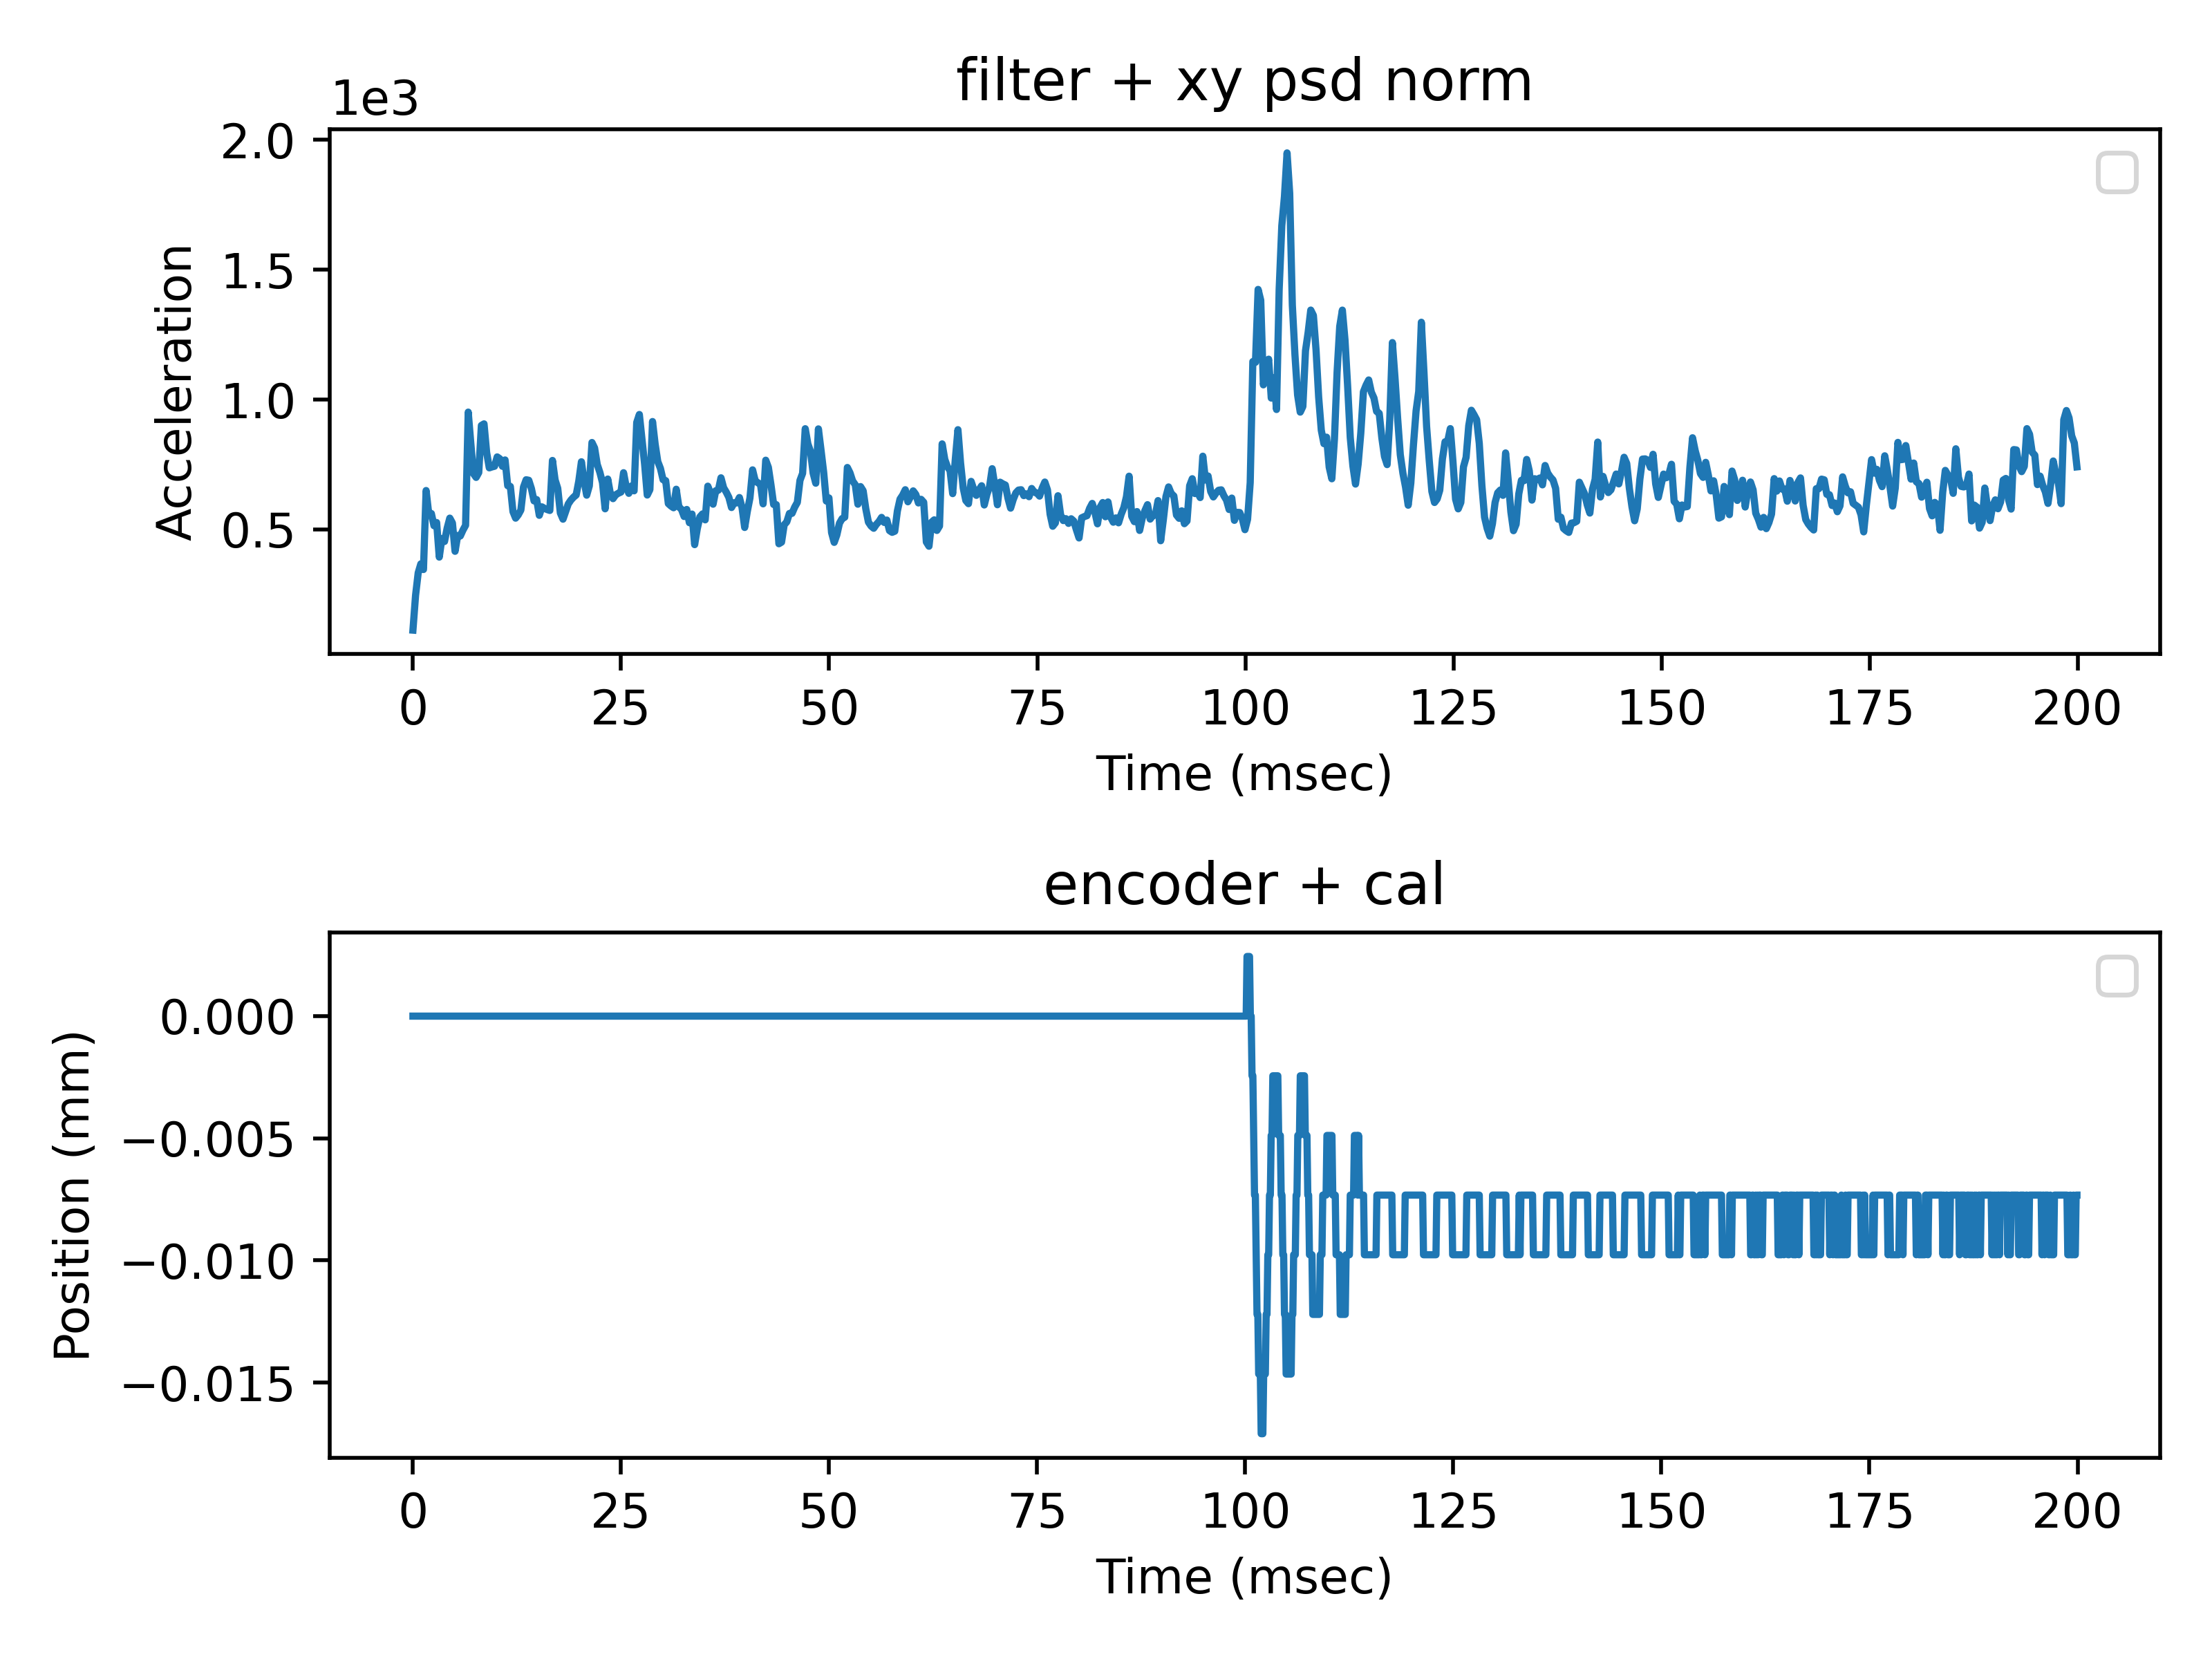 filter + xy psd norm
1e3
2.0
1.5
1.0
0.5
Acceleration
0 25 50 75 100 125 150 175 200
Time (msec)
encoder + cal
0.000
−0.005
−0.010
−0.015
Position (mm)
0 25 50 75 100 125 150 175 200
Time (msec)